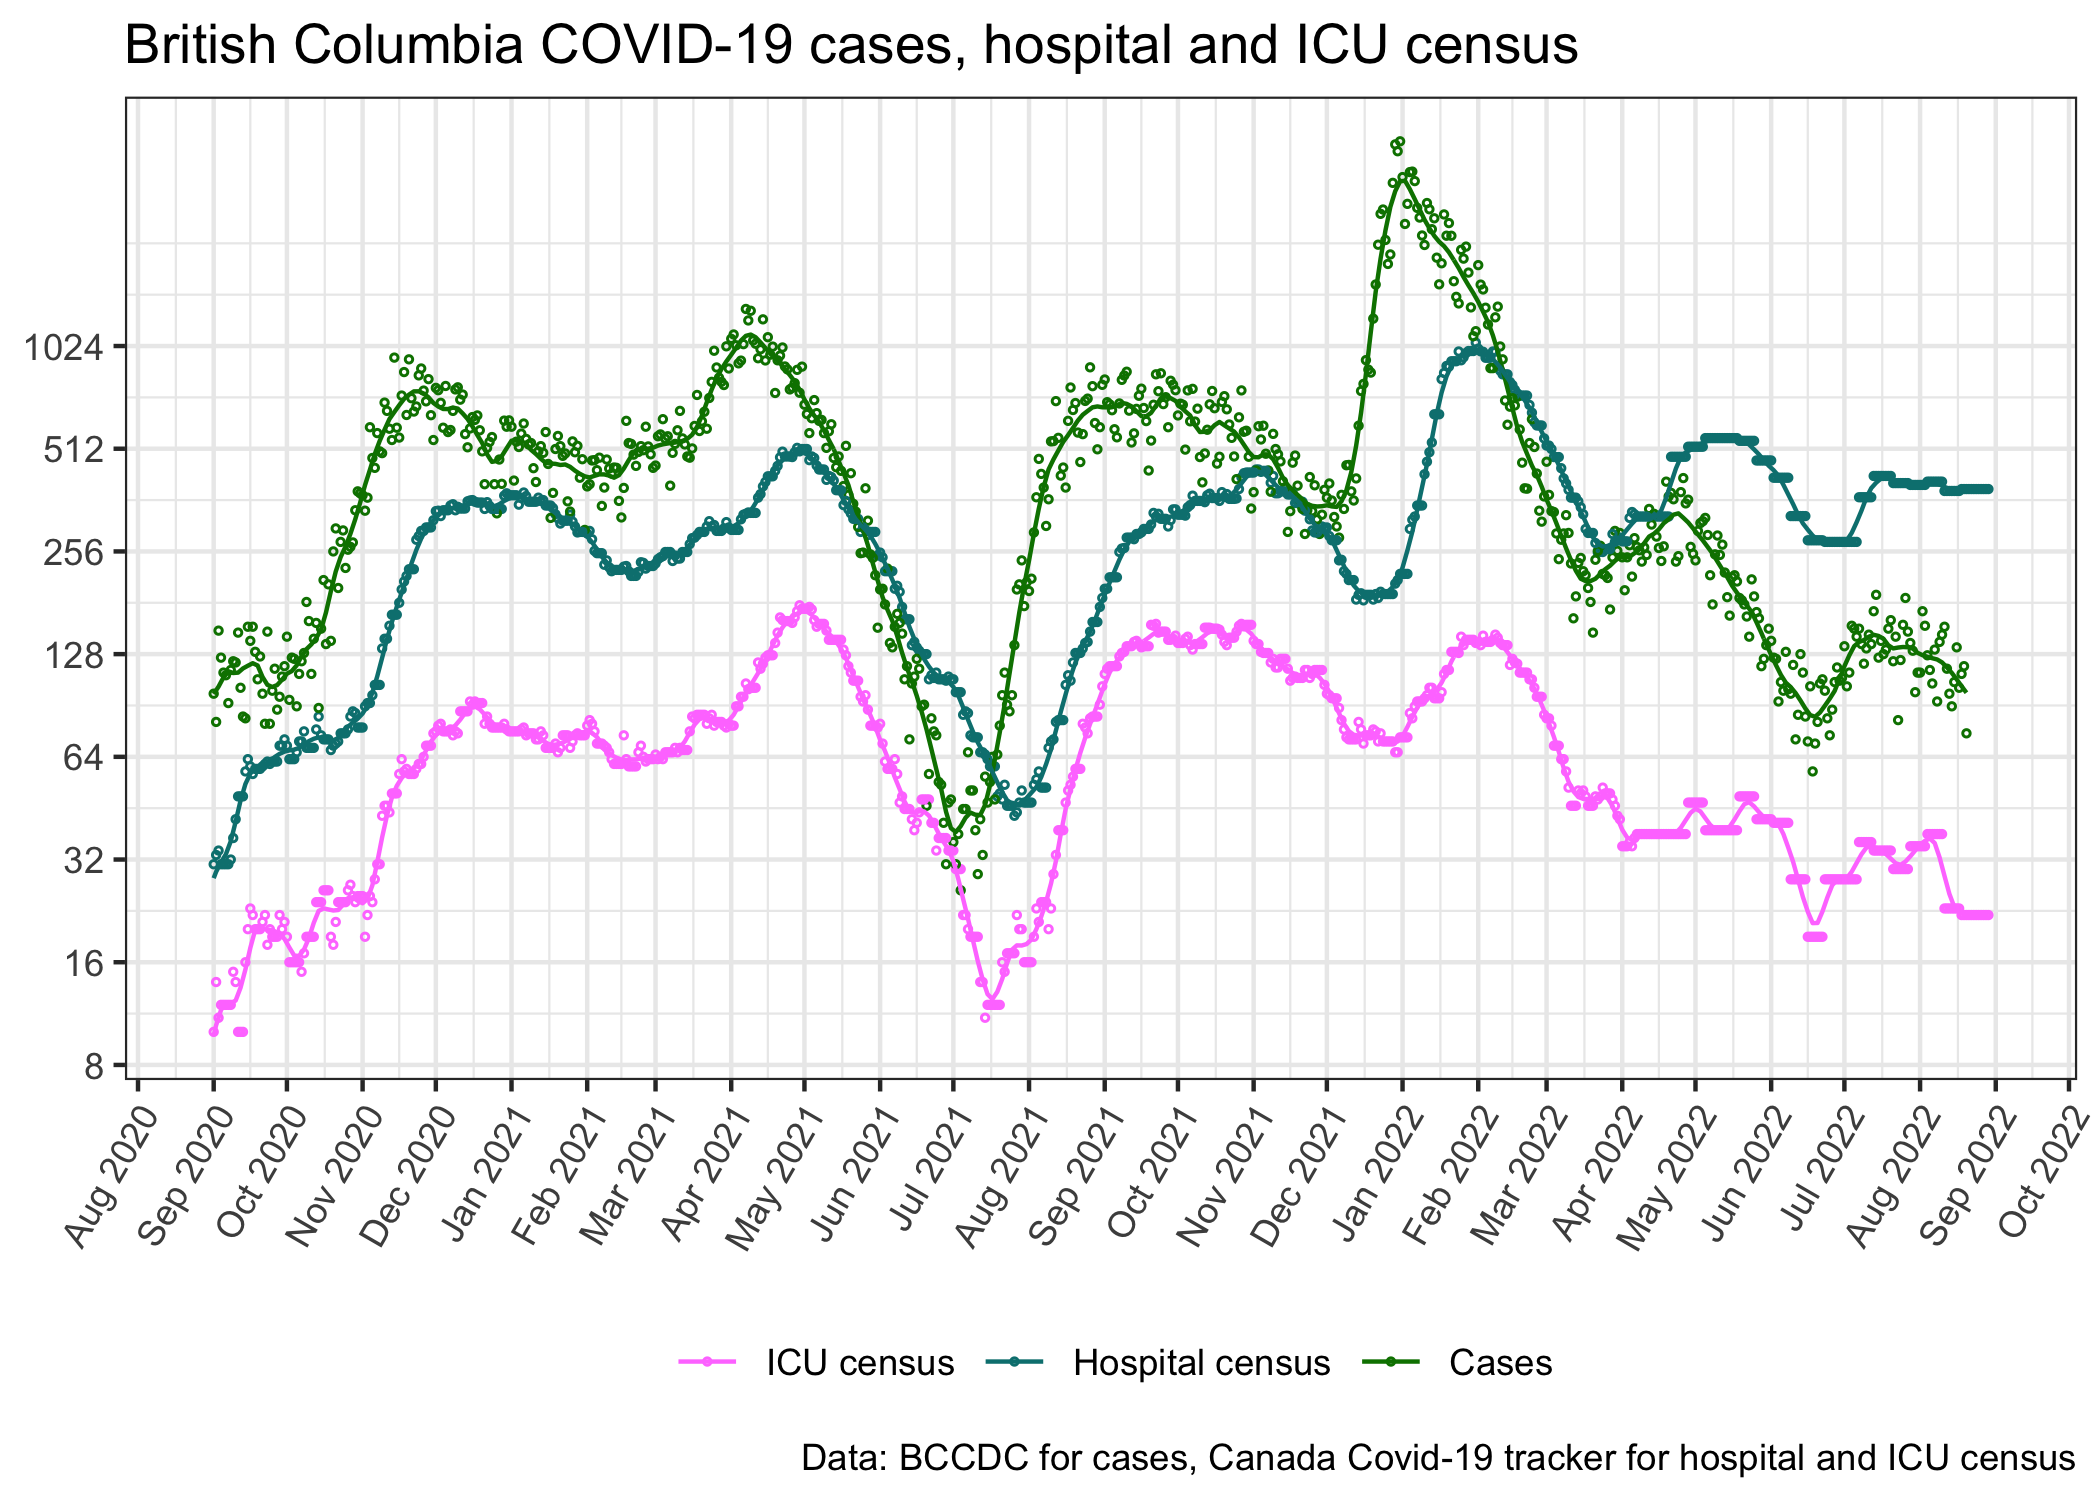 British Columbia COVID-19 cases, hospital and ICU census
1024
512
256
128
64
32
16
8
Aug 2020
Sep 2020
Oct 2020
Nov 2020
Dec 2020
Jan 2021
Feb 2021
Mar 2021
Apr 2021
May 2021
Jun 2021
Jul 2021
Aug 2021
Sep 2021
Oct 2021
Nov 2021
Dec 2021
Jan 2022
Feb 2022
Mar 2022
Apr 2022
May 2022
Jun 2022
Jul 2022
Aug 2022
Sep 2022
Oct 2022
ICU census Hospital census Cases
Data: BCCDC for cases, Canada Covid-19 tracker for hospital and ICU census